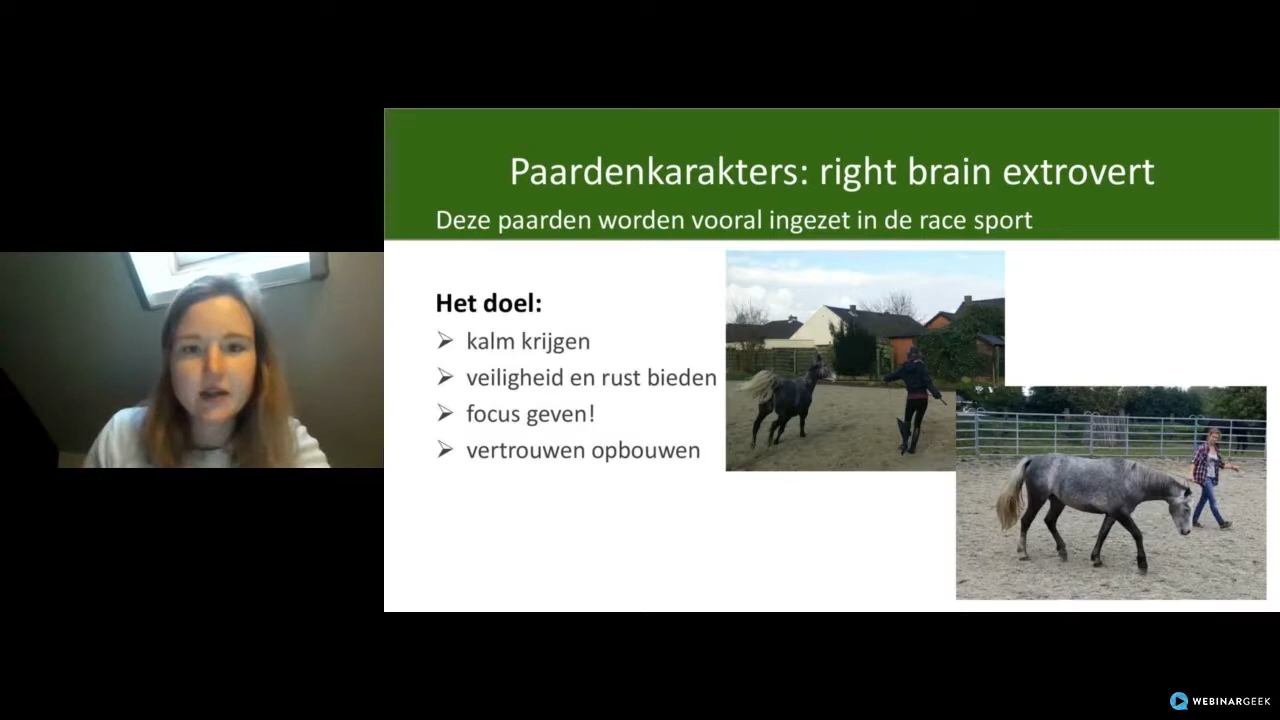 Paardenkarakters: right brain extrovert
Deze paarden worden vooral ingezet in de race sport
Het doel:
➢ kalm krijgen
➢ veiligheid en rust bieden
➢ focus geven!
➢ vertrouwen opbouwen
WEBINARGEEK